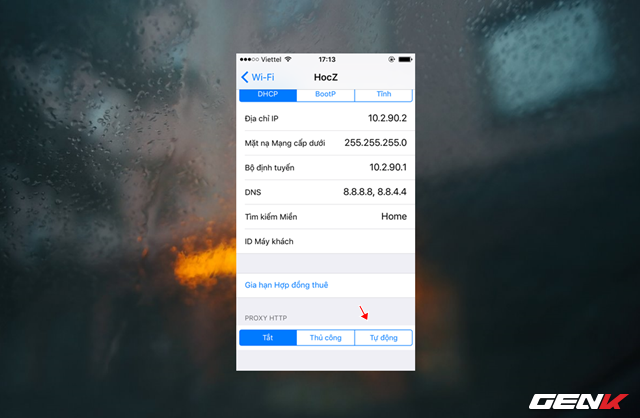 Viettel 17:13
Wi-Fi HocZ
DHCP BootP Tĩnh
Địa chỉ IP 10.2.90.2
Mặt nạ Mạng cấp dưới 255.255.255.0
Bộ định tuyến 10.2.90.1
DNS 8.8.8.8, 8.8.4.4
Tìm kiếm Miền Home
ID Máy khách
Gia hạn Hợp đồng thuê
PROXY HTTP
Tắt Thủ công Tự động
GENK